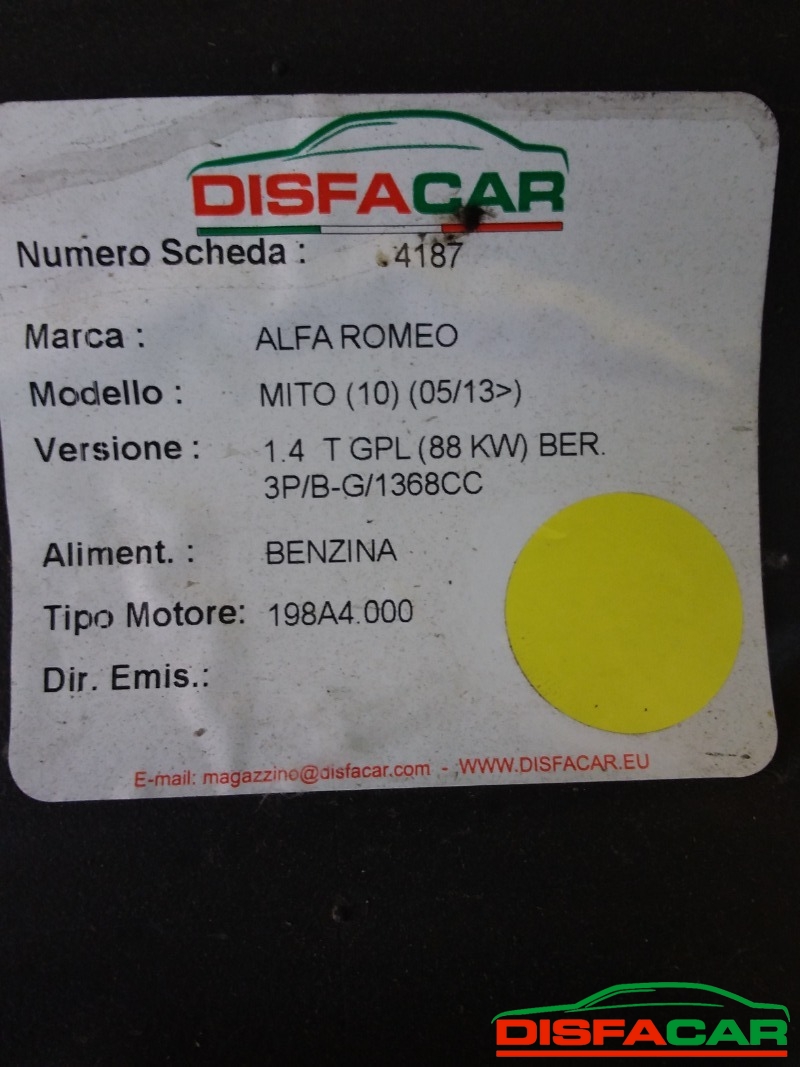 DISFACAR
Numero Scheda : 4187
Marca : ALFA ROMEO
Modello : MITO (10) (05/13>)
Versione : 1.4 T GPL (88 KW) BER.
3P/B-G/1368CC
Aliment. : BENZINA
Tipo Motore: 198A4.000
Dir. Emis.:
E-mail: magazzino@disfacar.com - WWW.DISFACAR.EU
DISFACAR